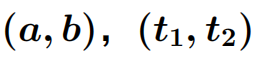 (a, b), (t₁, t₂)